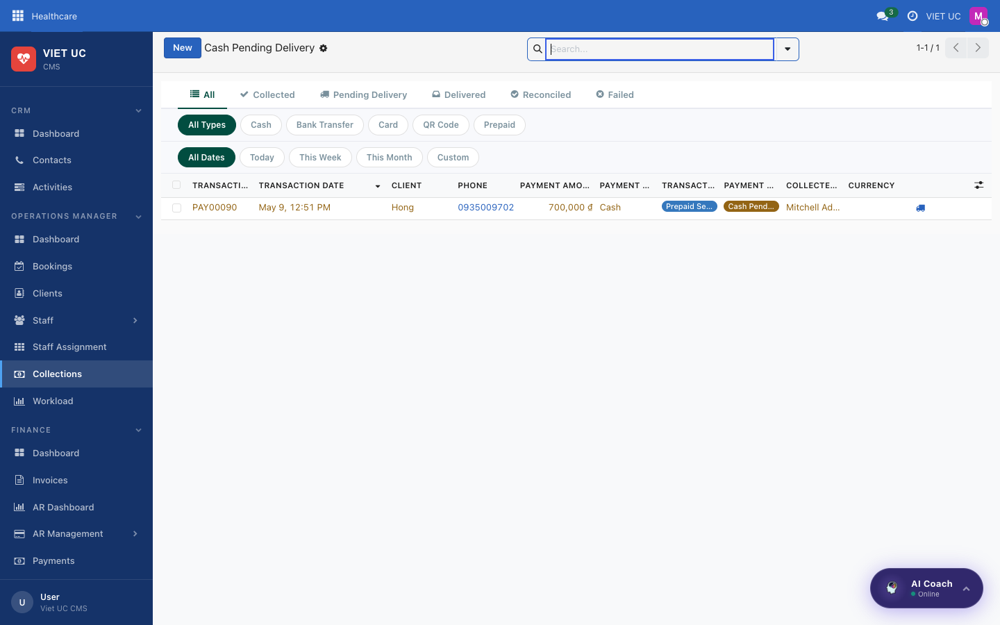 Healthcare
3
VIET UC
M
VIET UC
CMS
CRM
Dashboard
Contacts
Activities
OPERATIONS MANAGER
Dashboard
Bookings
Clients
Staff
Staff Assignment
Collections
Workload
FINANCE
Dashboard
Invoices
AR Dashboard
AR Management
Payments
U
User
Viet UC CMS
New
Cash Pending Delivery
Search...
1-1 / 1
All
Collected
Pending Delivery
Delivered
Reconciled
Failed
All Types
Cash
Bank Transfer
Card
QR Code
Prepaid
All Dates
Today
This Week
This Month
Custom
TRANSACTI... TRANSACTION DATE CLIENT PHONE PAYMENT AMO... PAYMENT ... TRANSACT... PAYMENT ... COLLECTE... CURRENCY
PAY00090 May 9, 12:51 PM Hong 0935009702 700,000 ₫ Cash Prepaid Se... Cash Pend... Mitchell Ad...
AI Coach
Online